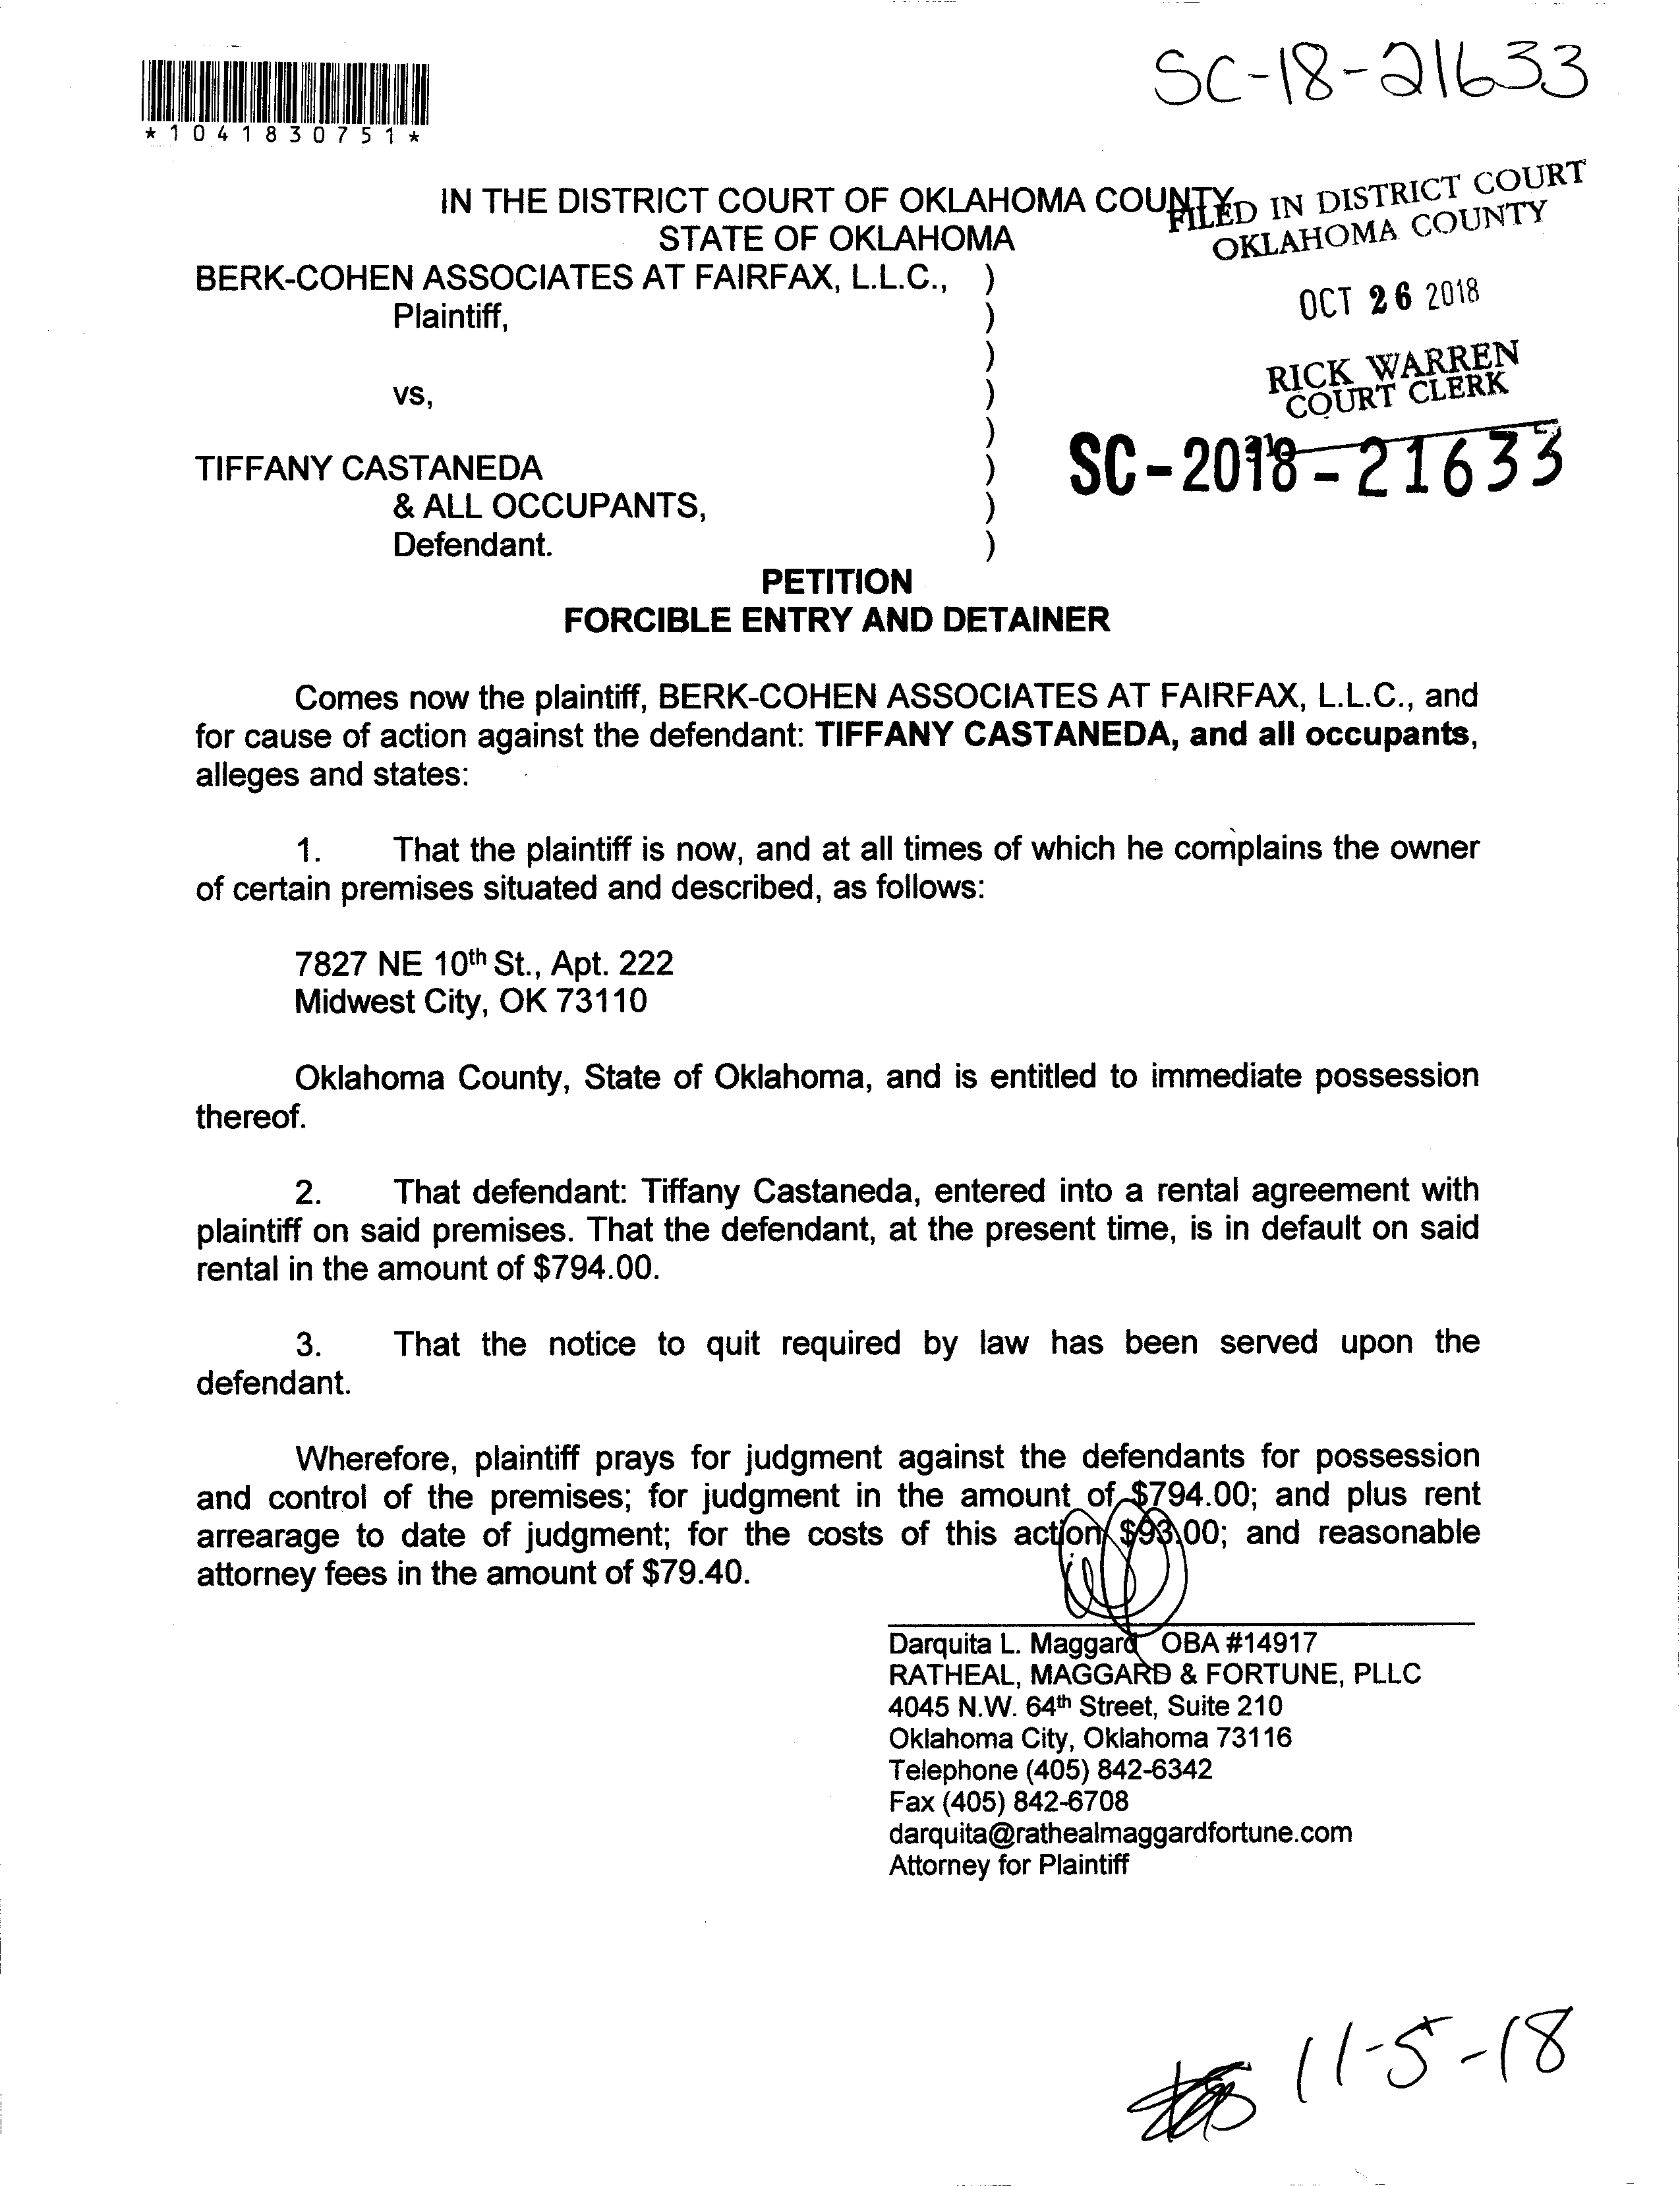 SC-18-21633
*1041830751*
IN THE DISTRICT COURT OF OKLAHOMA COUNTY
STATE OF OKLAHOMA
FILED IN DISTRICT COURT
OKLAHOMA COUNTY
OCT 26 2018
RICK WARREN
COURT CLERK
SC-2018-21633
BERK-COHEN ASSOCIATES AT FAIRFAX, L.L.C., )
Plaintiff, )
)
vs, )
)
TIFFANY CASTANEDA )
& ALL OCCUPANTS, )
Defendant. )
PETITION
FORCIBLE ENTRY AND DETAINER
Comes now the plaintiff, BERK-COHEN ASSOCIATES AT FAIRFAX, L.L.C., and
for cause of action against the defendant: TIFFANY CASTANEDA, and all occupants,
alleges and states:
1. That the plaintiff is now, and at all times of which he complains the owner
of certain premises situated and described, as follows:
7827 NE 10th St., Apt. 222
Midwest City, OK 73110
Oklahoma County, State of Oklahoma, and is entitled to immediate possession
thereof.
2. That defendant: Tiffany Castaneda, entered into a rental agreement with
plaintiff on said premises. That the defendant, at the present time, is in default on said
rental in the amount of $794.00.
3. That the notice to quit required by law has been served upon the
defendant.
Wherefore, plaintiff prays for judgment against the defendants for possession
and control of the premises; for judgment in the amount of $794.00; and plus rent
arrearage to date of judgment; for the costs of this action $93.00; and reasonable
attorney fees in the amount of $79.40.
Darquita L. Maggard OBA #14917
RATHEAL, MAGGARD & FORTUNE, PLLC
4045 N.W. 64th Street, Suite 210
Oklahoma City, Oklahoma 73116
Telephone (405) 842-6342
Fax (405) 842-6708
darquita@rathealmaggardfortune.com
Attorney for Plaintiff
11-5-18